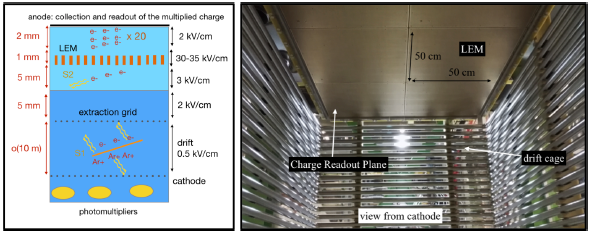 anode: collection and readout of the multiplied charge
2 mm
e-
e- e- e-
e- e- e-
x 20
2 kV/cm
LEM
1 mm
30-35 kV/cm
5 mm
S2
e- e- e-
3 kV/cm
5 mm
2 kV/cm
extraction grid
o(10 m)
e- e- e-
Ar+ Ar+ Ar+
Ar+
drift
0.5 kV/cm
cathode
photomultipliers
LEM
50 cm
50 cm
Charge Readout Plane
drift cage
view from cathode